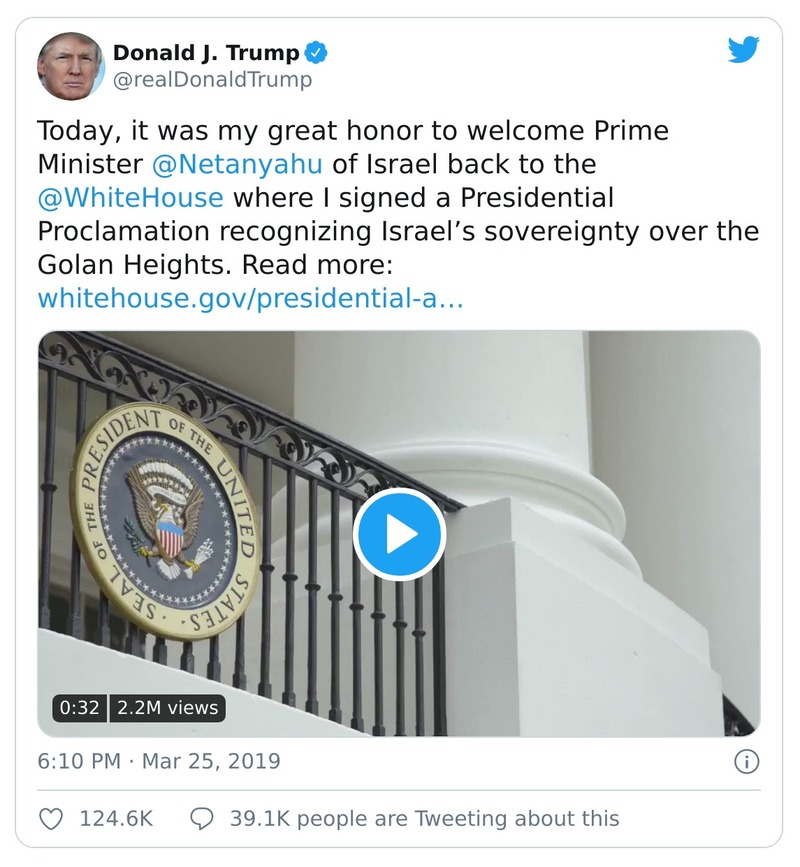 Donald J. Trump
@realDonaldTrump
Today, it was my great honor to welcome Prime
Minister @Netanyahu of Israel back to the
@WhiteHouse where I signed a Presidential
Proclamation recognizing Israel’s sovereignty over the
Golan Heights. Read more:
whitehouse.gov/presidential-a…
SEAL OF THE PRESIDENT OF THE UNITED STATES
0:32 2.2M views
6:10 PM · Mar 25, 2019
124.6K 39.1K people are Tweeting about this